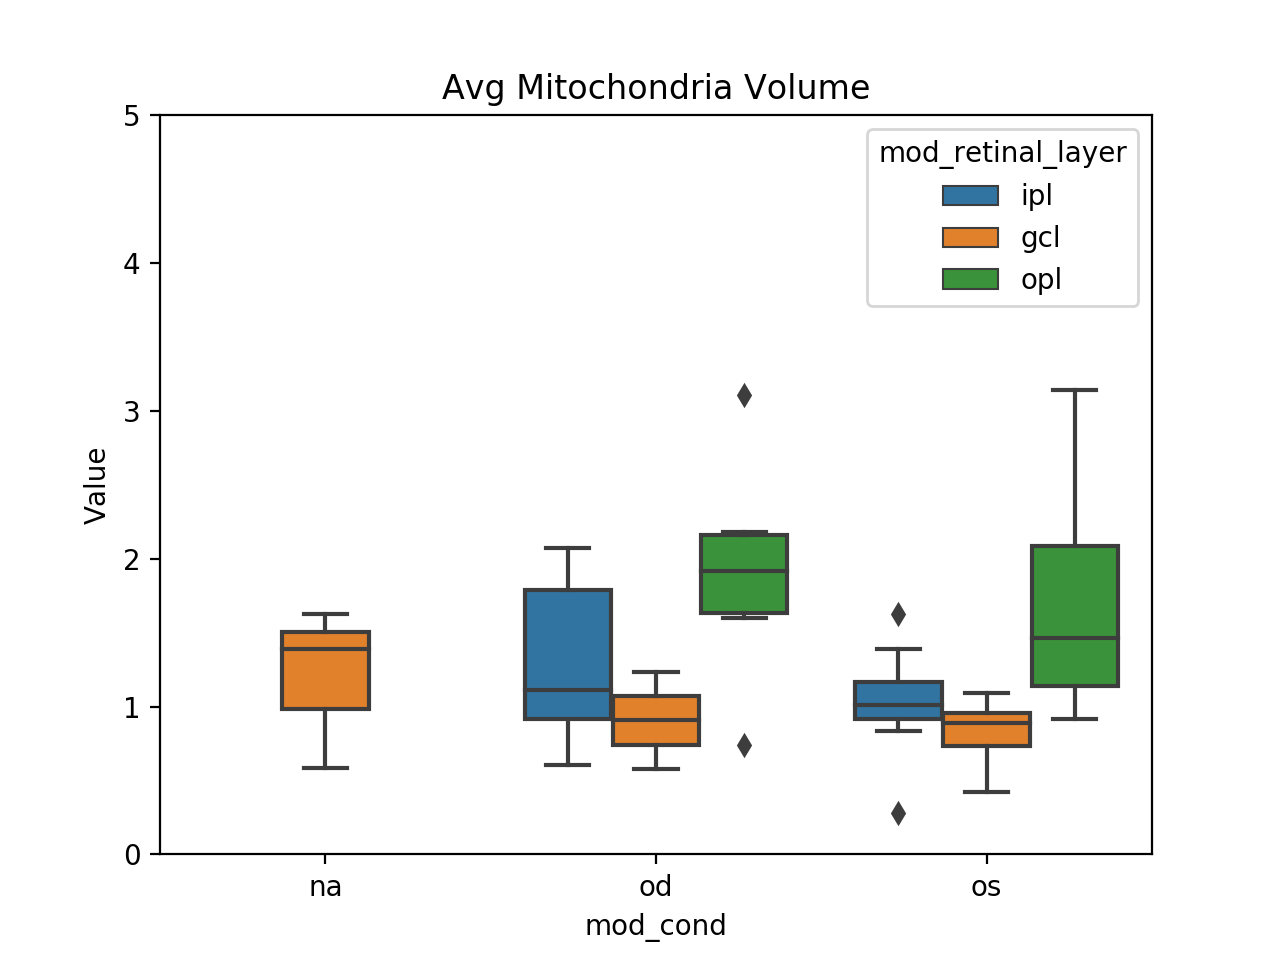 Avg Mitochondria Volume
5
4
3
2
1
0
Value
mod_retinal_layer
ipl
gcl
opl
na
od
os
mod_cond